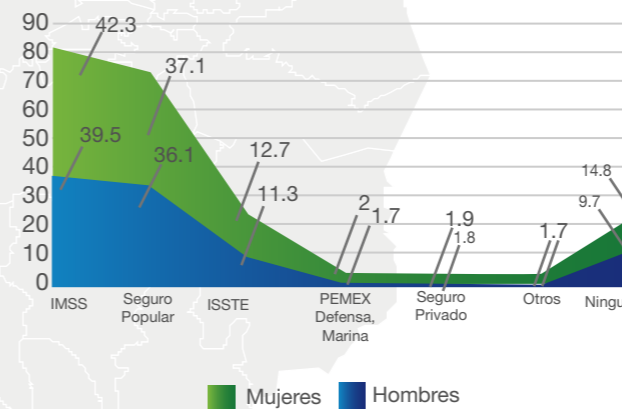 90
80
70
60
50
40
30
20
10
0
42.3
39.5
37.1
36.1
12.7
11.3
2
1.7
1.9
1.8
1.7
14.8
9.7
IMSS
Seguro
Popular
ISSTE
PEMEX
Defensa,
Marina
Seguro
Privado
Otros
Ningu
Mujeres
Hombres